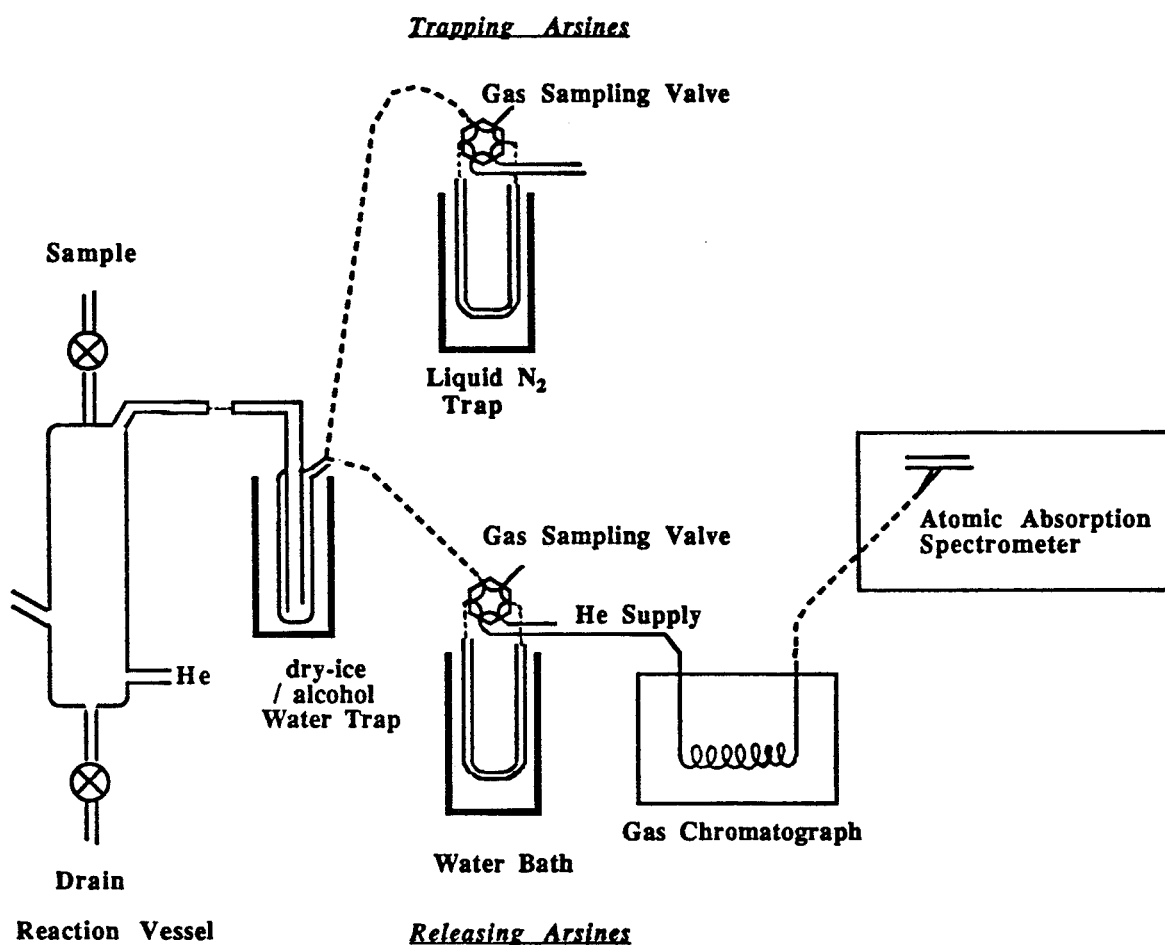 Trapping Arsines
Gas Sampling Valve
Sample
Liquid N₂
Trap
Gas Sampling Valve
Atomic Absorption
Spectrometer
He Supply
He
dry-ice
/ alcohol
Water Trap
Gas Chromatograph
Water Bath
Drain
Reaction Vessel
Releasing Arsines